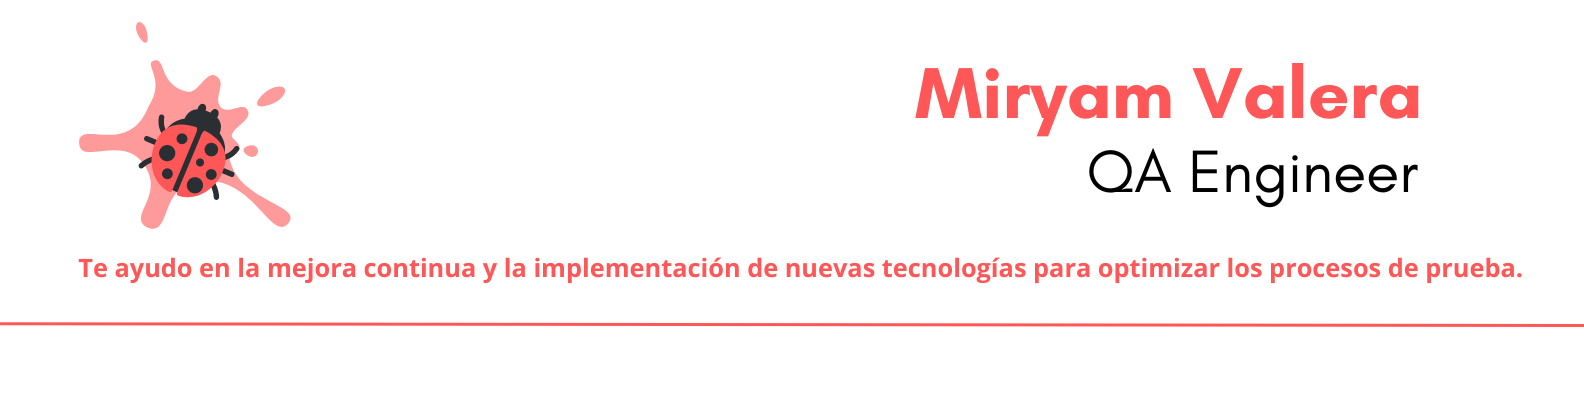 Miryam Valera
QA Engineer
Te ayudo en la mejora continua y la implementación de nuevas tecnologías para optimizar los procesos de prueba.